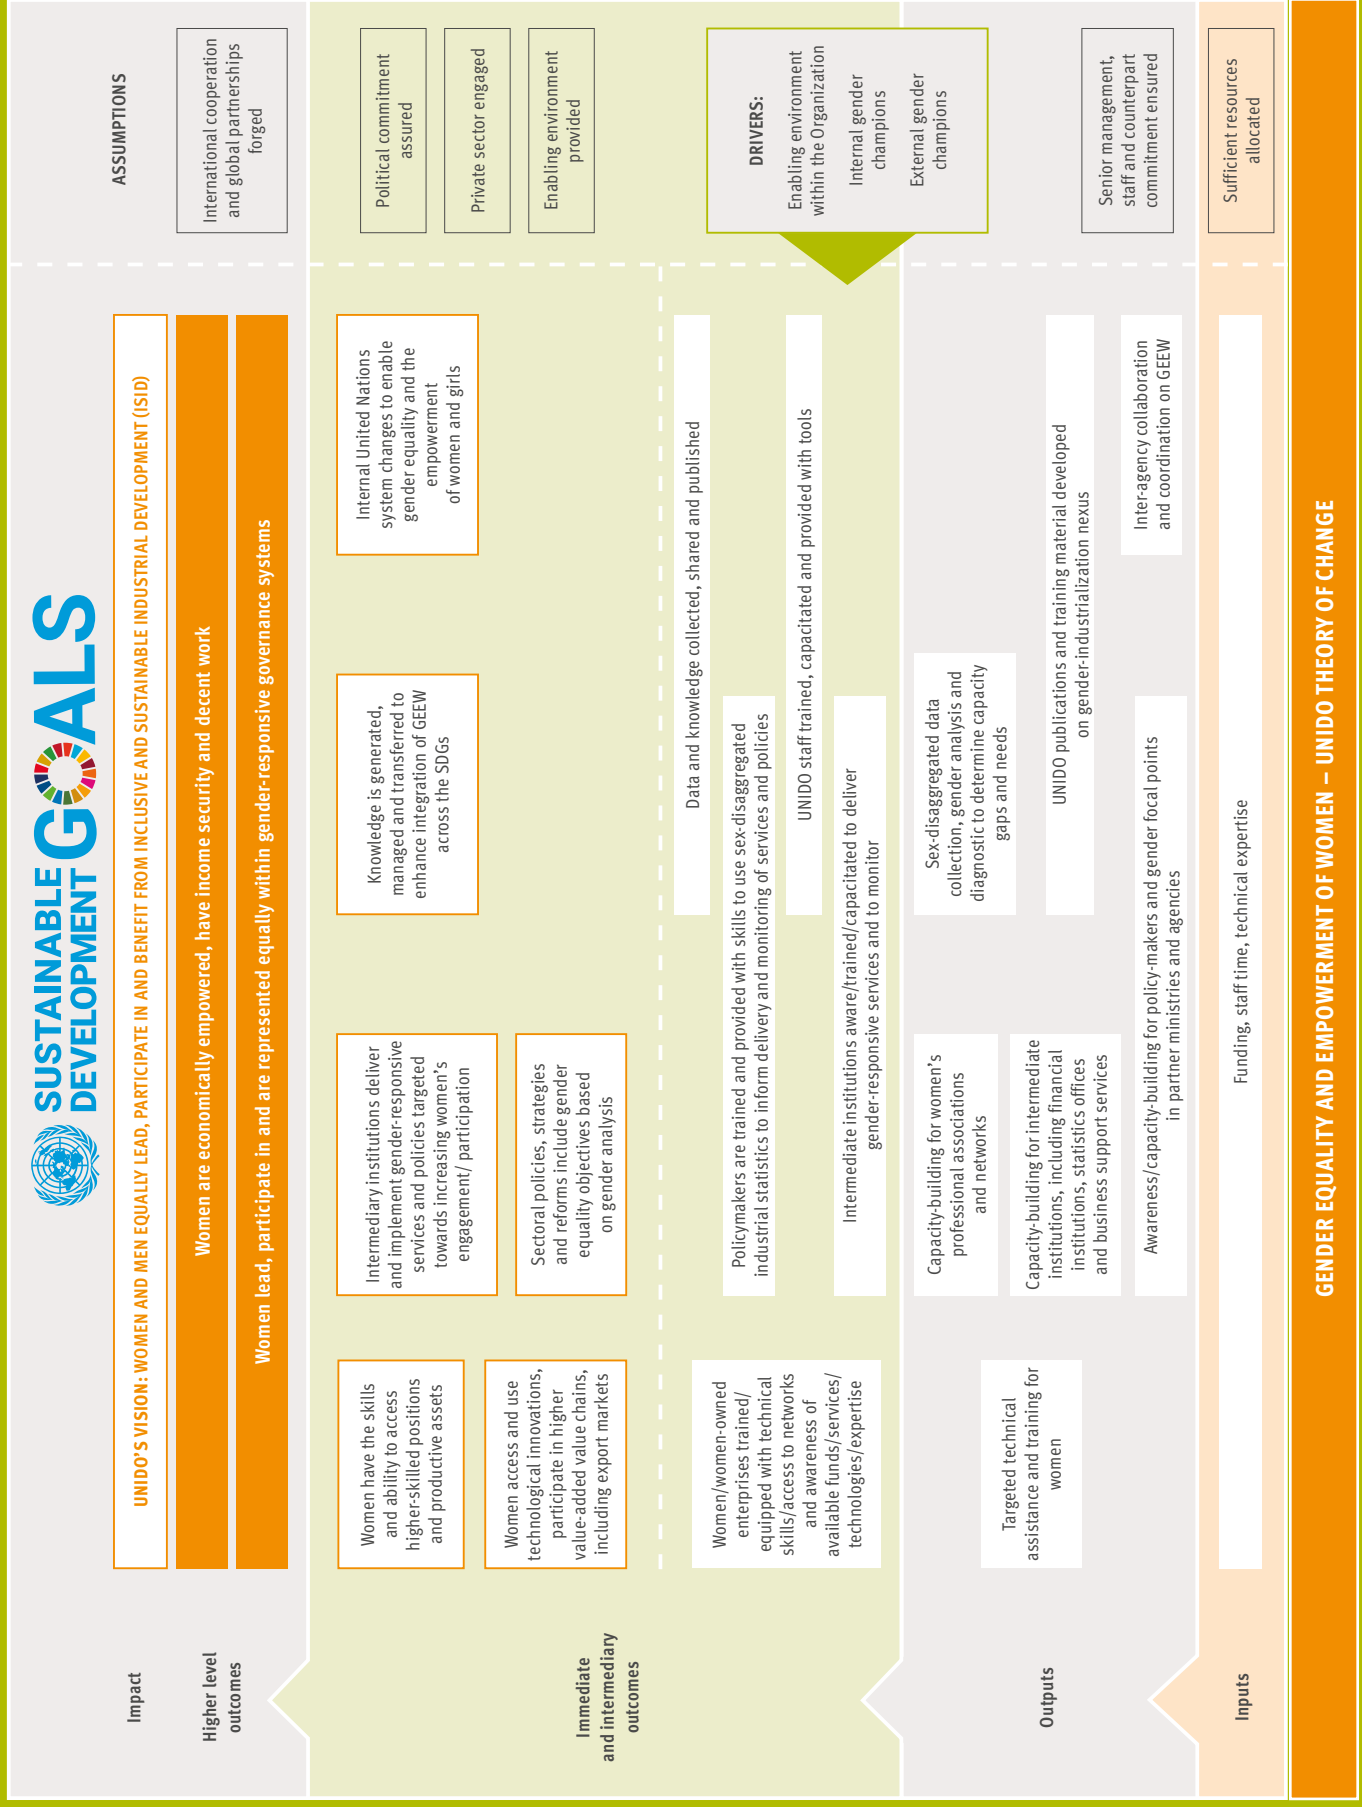 SUSTAINABLE
DEVELOPMENT
GOALS
ASSUMPTIONS
Impact
UNIDO’S VISION: WOMEN AND MEN EQUALLY LEAD, PARTICIPATE IN AND BENEFIT FROM INCLUSIVE AND SUSTAINABLE INDUSTRIAL DEVELOPMENT (ISID)
Higher level
outcomes
Women are economically empowered, have income security and decent work
Women lead, participate in and are represented equally within gender-responsive governance systems
International cooperation
and global partnerships
forged
Immediate
and intermediary
outcomes
Women have the skills
and ability to access
higher-skilled positions
and productive assets
Women access and use
technological innovations,
participate in higher
value-added value chains,
including export markets
Intermediary institutions deliver
and implement gender-responsive
services and policies targeted
towards increasing women’s
engagement/ participation
Sectoral policies, strategies
and reforms include gender
equality objectives based
on gender analysis
Knowledge is generated,
managed and transferred to
enhance integration of GEEW
across the SDGs
Internal United Nations
system changes to enable
gender equality and the
empowerment
of women and girls
Political commitment
assured
Private sector engaged
Enabling environment
provided
Women/women-owned
enterprises trained/
equipped with technical
skills/access to networks
and awareness of
available funds/services/
technologies/expertise
Data and knowledge collected, shared and published
Policymakers are trained and provided with skills to use sex-disaggregated
industrial statistics to inform delivery and monitoring of services and policies
UNIDO staff trained, capacitated and provided with tools
Intermediate institutions aware/trained/capacitated to deliver
gender-responsive services and to monitor
DRIVERS:
Enabling environment
within the Organization
Internal gender
champions
External gender
champions
Outputs
Targeted technical
assistance and training for
women
Capacity-building for women’s
professional associations
and networks
Capacity-building for intermediate
institutions, including financial
institutions, statistics offices
and business support services
Awareness/capacity-building for policy-makers and gender focal points
in partner ministries and agencies
Sex-disaggregated data
collection, gender analysis and
diagnostic to determine capacity
gaps and needs
UNIDO publications and training material developed
on gender-industrialization nexus
Inter-agency collaboration
and coordination on GEEW
Senior management,
staff and counterpart
commitment ensured
Inputs
Funding, staff time, technical expertise
Sufficient resources
allocated
GENDER EQUALITY AND EMPOWERMENT OF WOMEN – UNIDO THEORY OF CHANGE